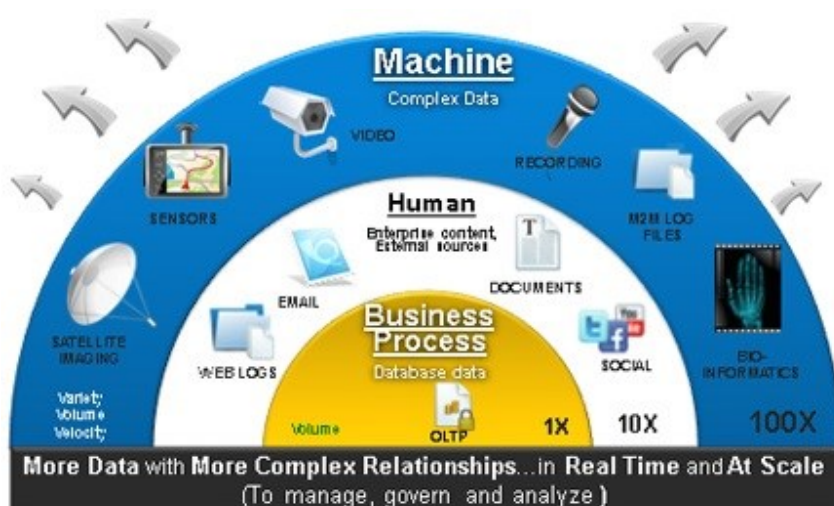 Machine
Complex Data
VIDEO
RECORDING
SENSORS
M2M LOG
FILES
Human
Enterprise content,
External sources
T
EMAIL
DOCUMENTS
SATELLITE
IMAGING
WEB LOGS
Business
Process
Database data
You
SOCIAL
BIO-
INFORMATICS
Variety
Volume
Velocity
Volume
OLTP
1X
10X
100X
More Data with More Complex Relationships...in Real Time and At Scale
(To manage, govern and analyze)